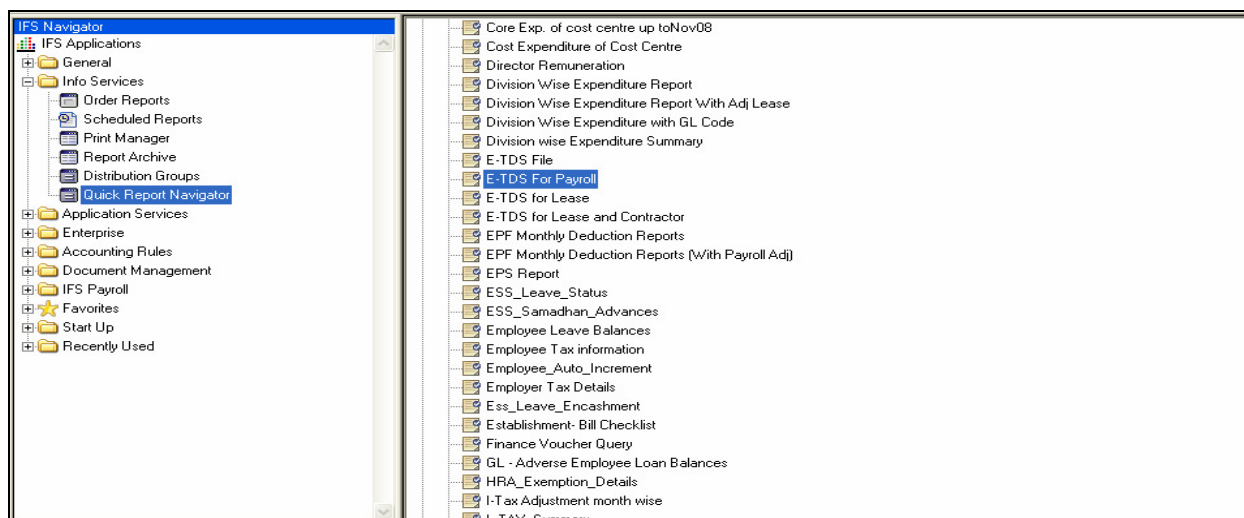 IFS Navigator
IFS Applications
General
Info Services
Order Reports
Scheduled Reports
Print Manager
Report Archive
Distribution Groups
Quick Report Navigator
Application Services
Enterprise
Accounting Rules
Document Management
IFS Payroll
Favorites
Start Up
Recently Used
Core Exp. of cost centre up toNov08
Cost Expenditure of Cost Centre
Director Remuneration
Division Wise Expenditure Report
Division Wise Expenditure Report With Adj Lease
Division Wise Expenditure with GL Code
Division wise Expenditure Summary
E-TDS File
E-TDS For Payroll
E-TDS for Lease
E-TDS for Lease and Contractor
EPF Monthly Deduction Reports
EPF Monthly Deduction Reports (With Payroll Adj)
EPS Report
ESS_Leave_Status
ESS_Samadhan_Advances
Employee Leave Balances
Employee Tax information
Employee_Auto_Increment
Employer Tax Details
Ess_Leave_Encashment
Establishment- Bill Checklist
Finance Voucher Query
GL - Adverse Employee Loan Balances
HRA_Exemption_Details
I-Tax Adjustment month wise